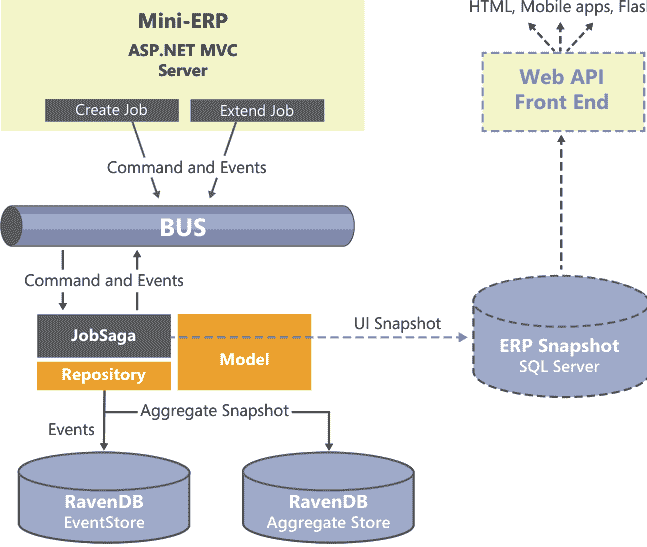 Mini-ERP
ASP.NET MVC
Server
Create Job
Extend Job
Command and Events
BUS
Command and Events
JobSaga
Repository
Model
UI Snapshot
Events
Aggregate Snapshot
RavenDB
EventStore
RavenDB
Aggregate Store
HTML, Mobile apps, Flash
Web API
Front End
ERP Snapshot
SQL Server